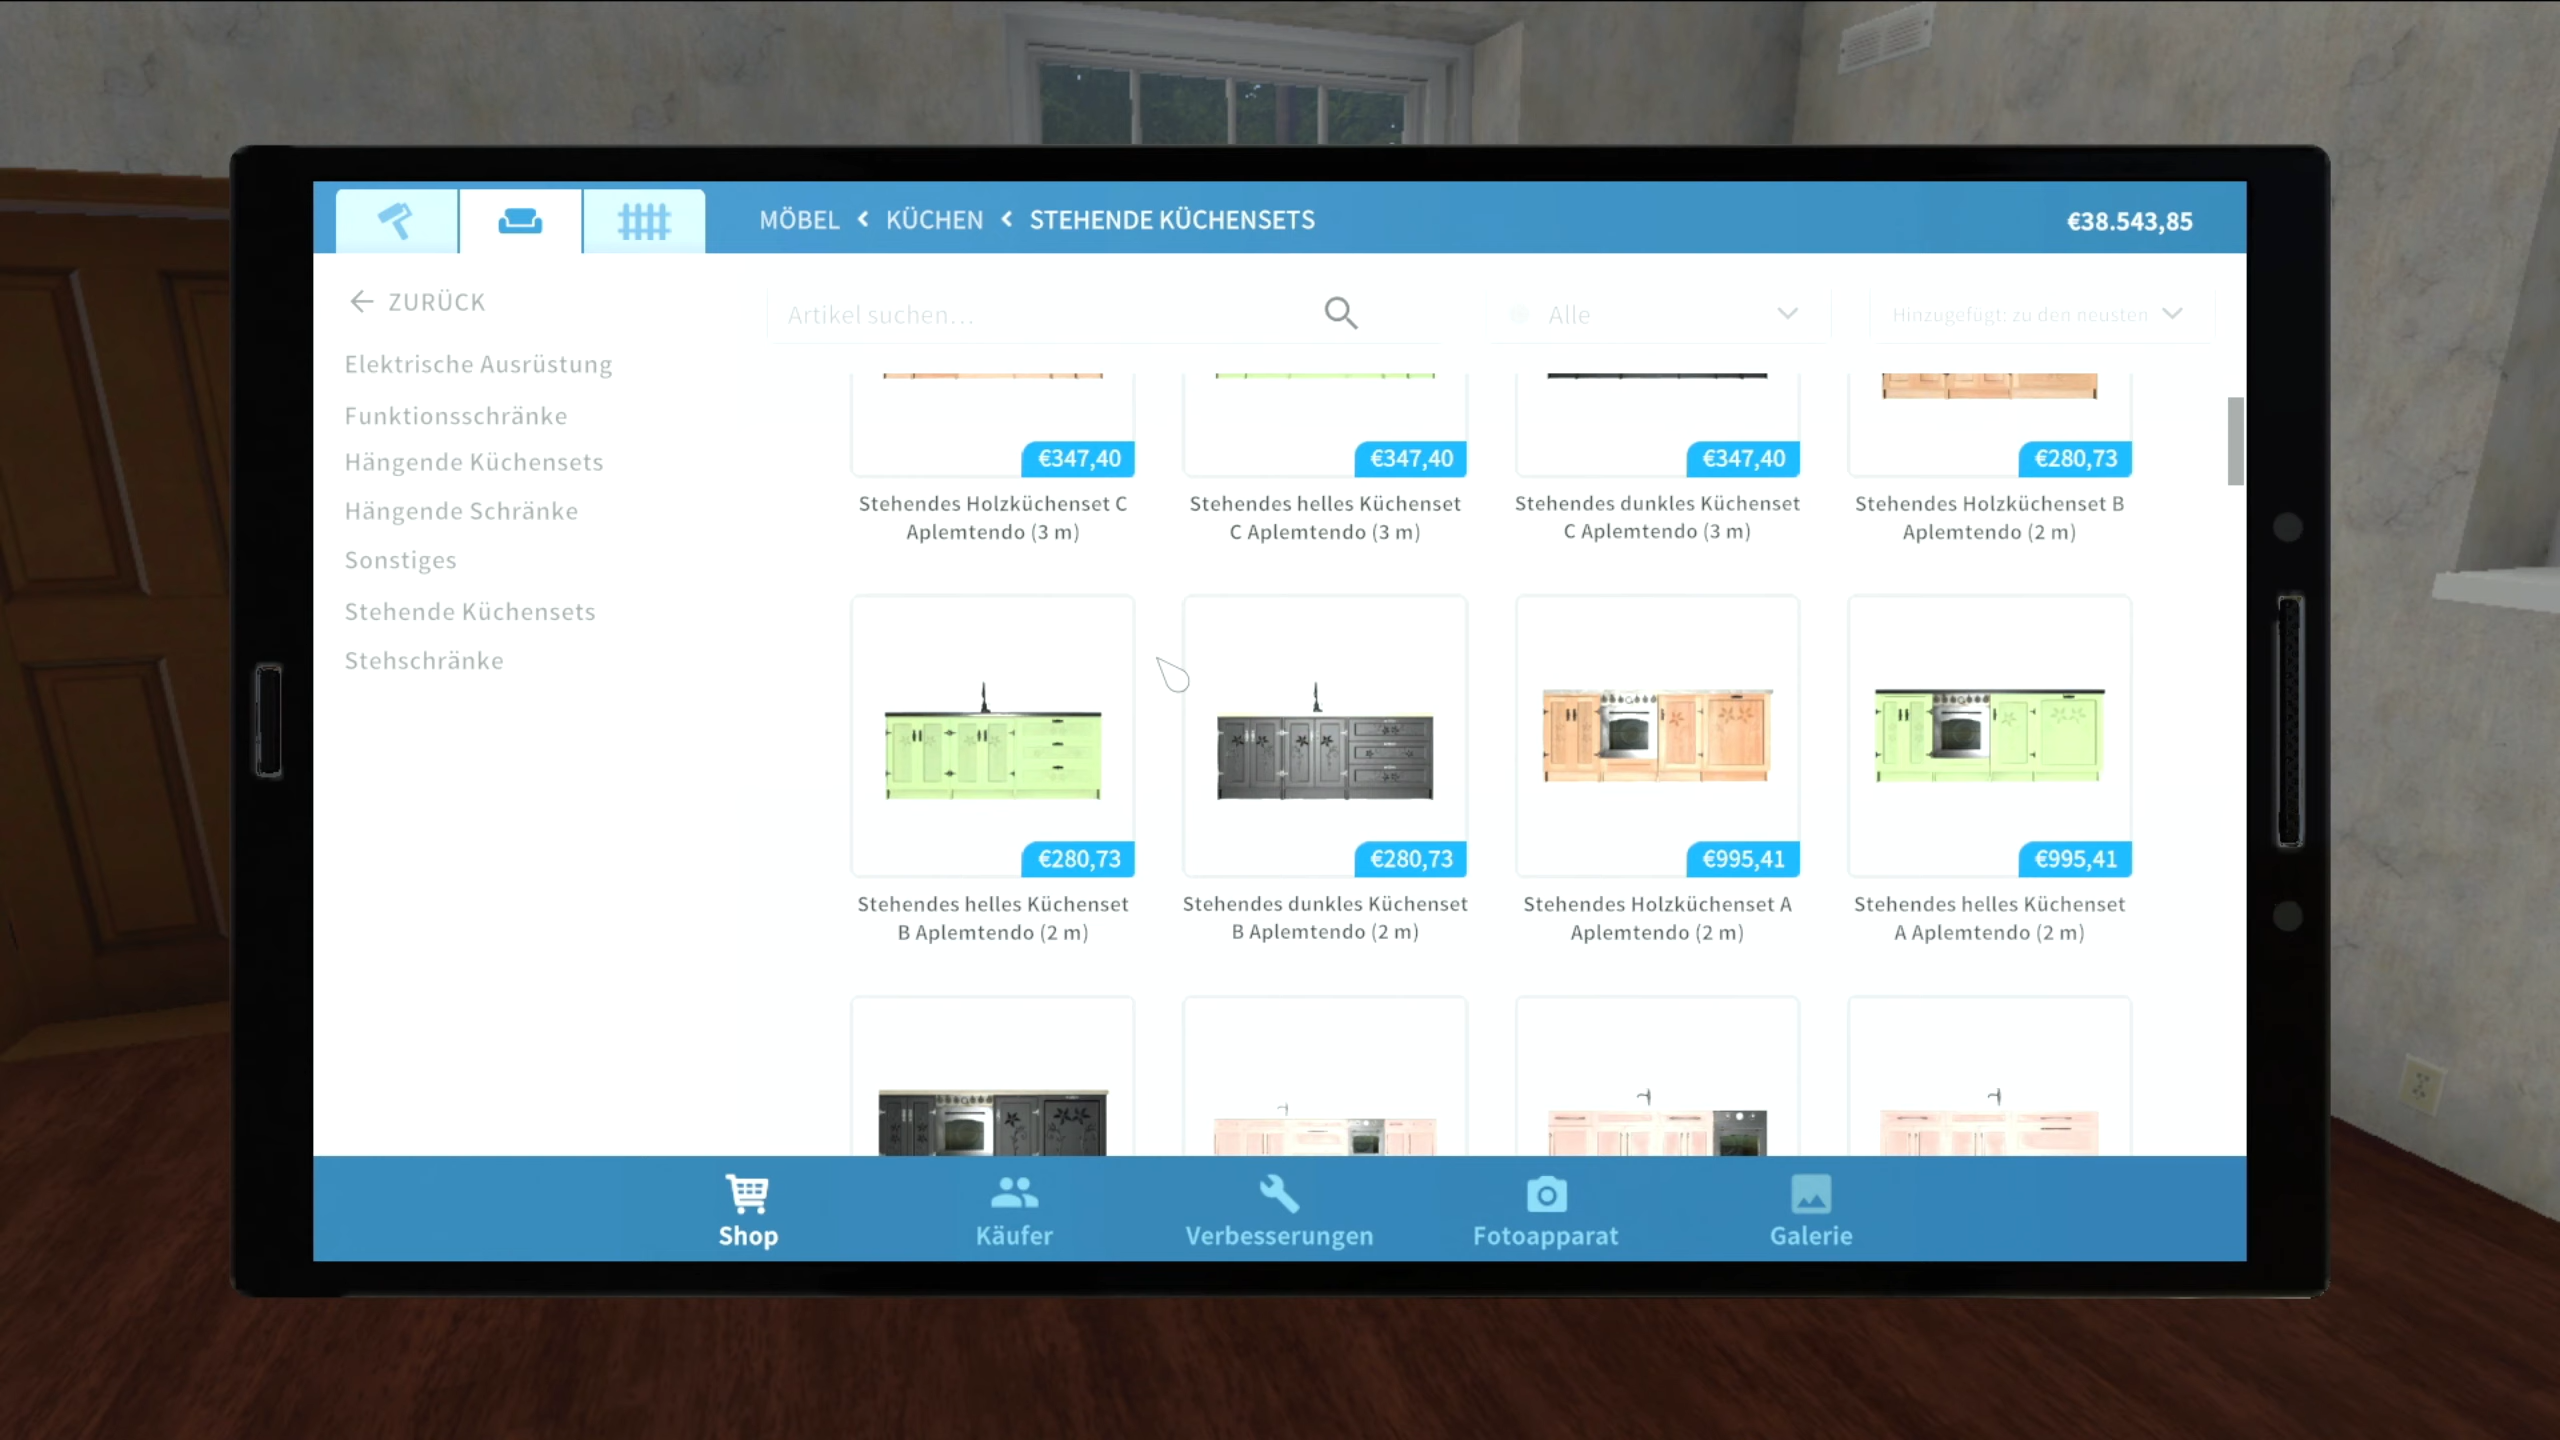 MÖBEL < KÜCHEN < STEHENDE KÜCHENSETS
€38.543,85
ZURÜCK
Artikel suchen...
Alle
Hinzugefügt: zu den neusten
Elektrische Ausrüstung
Funktionsschränke
Hängende Küchensets
Hängende Schränke
Sonstiges
Stehende Küchensets
Stehschränke
€347,40
€347,40
€347,40
€280,73
Stehendes Holzküchenset C
Aplemtendo (3 m)
Stehendes helles Küchenset
C Aplemtendo (3 m)
Stehendes dunkles Küchenset
C Aplemtendo (3 m)
Stehendes Holzküchenset B
Aplemtendo (2 m)
€280,73
€280,73
€995,41
€995,41
Stehendes helles Küchenset
B Aplemtendo (2 m)
Stehendes dunkles Küchenset
B Aplemtendo (2 m)
Stehendes Holzküchenset A
Aplemtendo (2 m)
Stehendes helles Küchenset
A Aplemtendo (2 m)
Shop
Käufer
Verbesserungen
Fotoapparat
Galerie